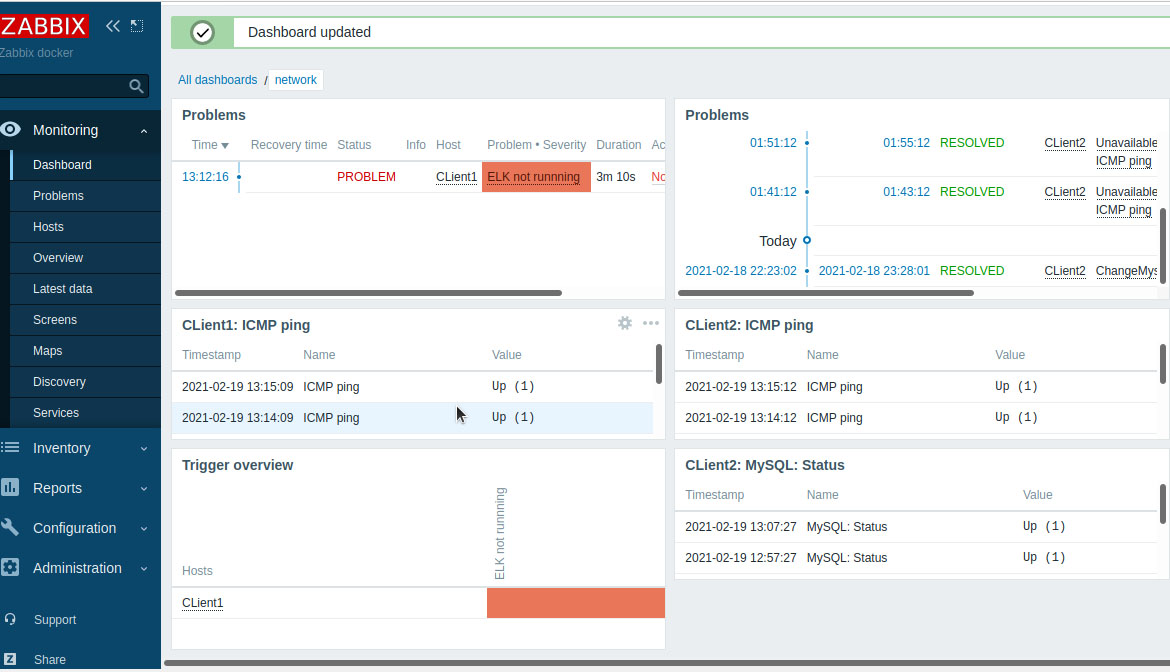 ZABBIX
Zabbix docker
Monitoring
Dashboard
Problems
Hosts
Overview
Latest data
Screens
Maps
Discovery
Services
Inventory
Reports
Configuration
Administration
Support
Share
Dashboard updated
All dashboards / network
Problems
Time Recovery time Status Info Host Problem • Severity Duration Ac
13:12:16 PROBLEM CLient1 ELK not runnning 3m 10s No
Problems
01:51:12 01:55:12 RESOLVED CLient2 Unavailable
ICMP ping
01:41:12 01:43:12 RESOLVED CLient2 Unavailable
ICMP ping
Today
2021-02-18 22:23:02 2021-02-18 23:28:01 RESOLVED CLient2 ChangeMys
CLient1: ICMP ping
Timestamp Name Value
2021-02-19 13:15:09 ICMP ping Up (1)
2021-02-19 13:14:09 ICMP ping Up (1)
CLient2: ICMP ping
Timestamp Name Value
2021-02-19 13:15:12 ICMP ping Up (1)
2021-02-19 13:14:12 ICMP ping Up (1)
Trigger overview
ELK not runnning
Hosts
CLient1
CLient2: MySQL: Status
Timestamp Name Value
2021-02-19 13:07:27 MySQL: Status Up (1)
2021-02-19 12:57:27 MySQL: Status Up (1)